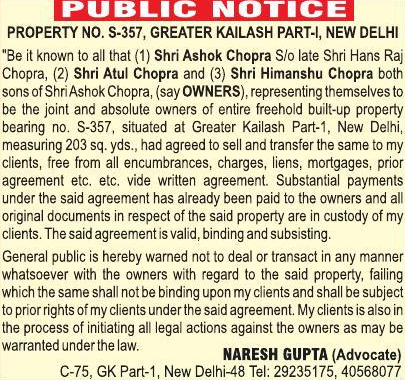 PUBLIC NOTICE
PROPERTY NO. S-357, GREATER KAILASH PART-I, NEW DELHI
"Be it known to all that (1) Shri Ashok Chopra S/o late Shri Hans Raj
Chopra, (2) Shri Atul Chopra and (3) Shri Himanshu Chopra both
sons of Shri Ashok Chopra, (say OWNERS), representing themselves to
be the joint and absolute owners of entire freehold built-up property
bearing no. S-357, situated at Greater Kailash Part-1, New Delhi,
measuring 203 sq. yds., had agreed to sell and transfer the same to my
clients, free from all encumbrances, charges, liens, mortgages, prior
agreement etc. etc. vide written agreement. Substantial payments
under the said agreement has already been paid to the owners and all
original documents in respect of the said property are in custody of my
clients. The said agreement is valid, binding and subsisting.
General public is hereby warned not to deal or transact in any manner
whatsoever with the owners with regard to the said property, failing
which the same shall not be binding upon my clients and shall be subject
to prior rights of my clients under the said agreement. My clients is also in
the process of initiating all legal actions against the owners as may be
warranted under the law.
NARESH GUPTA (Advocate)
C-75, GK Part-1, New Delhi-48 Tel: 29235175, 40568077